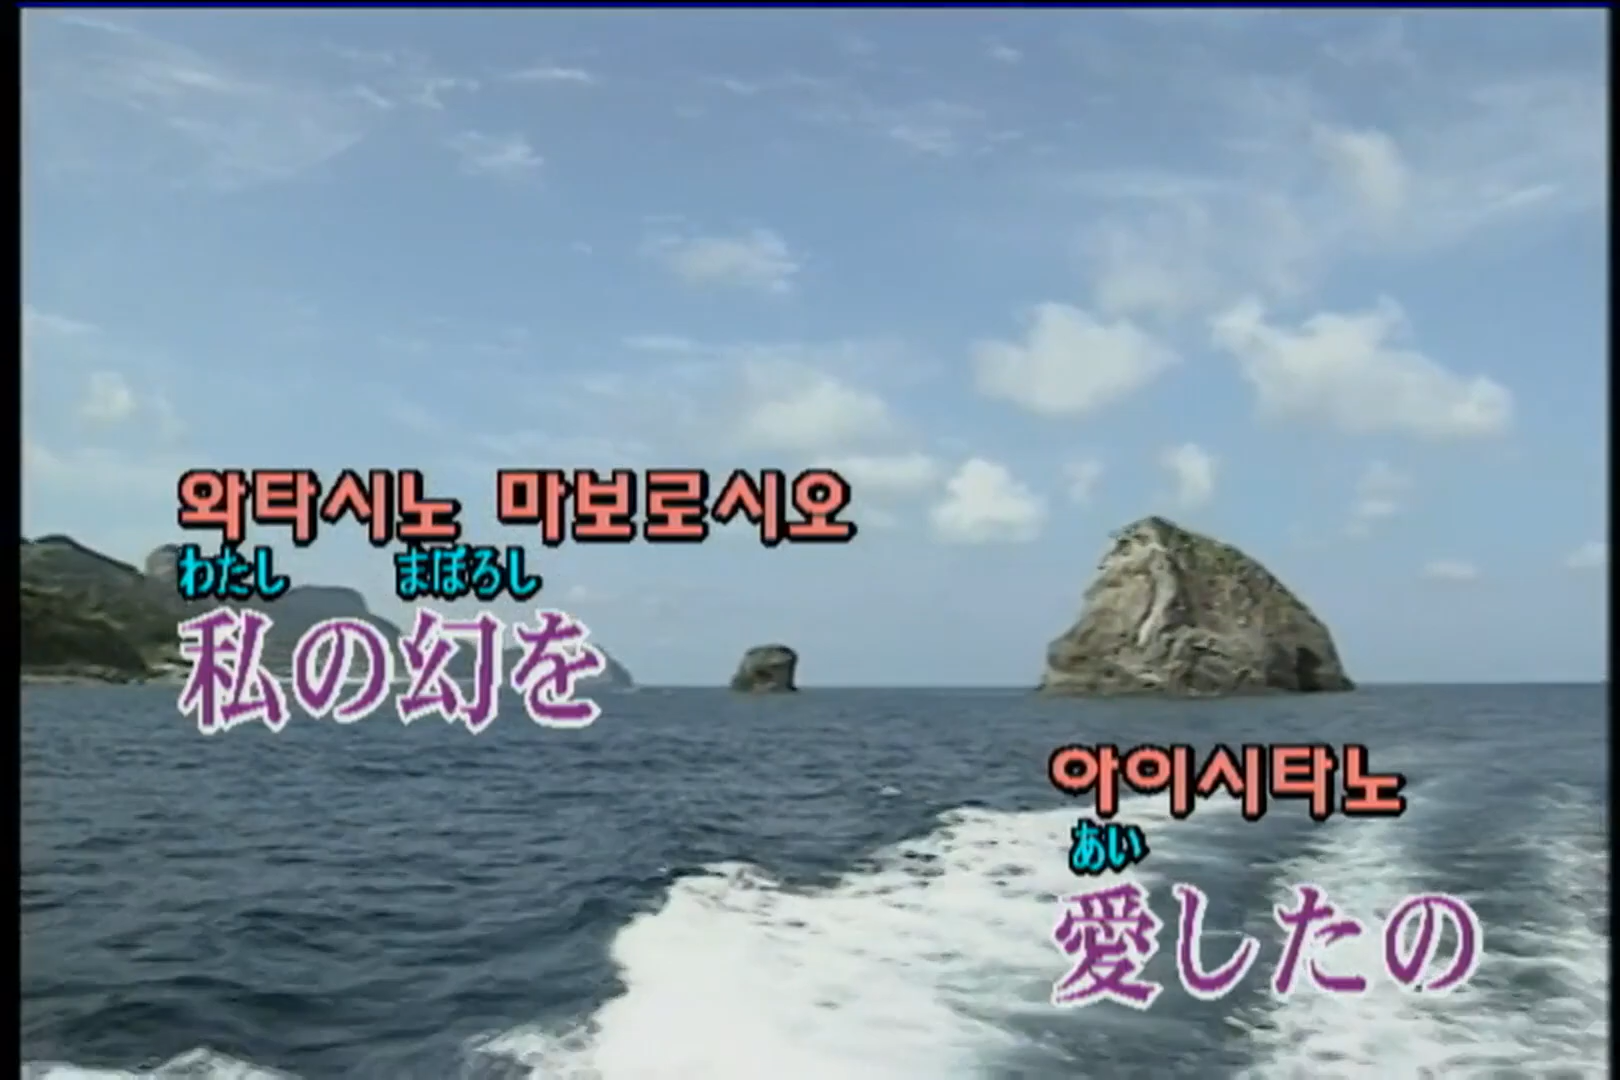 와타시노 마보로시오
わたし まぼろし
私の幻を
아이시타노
あい
愛したの